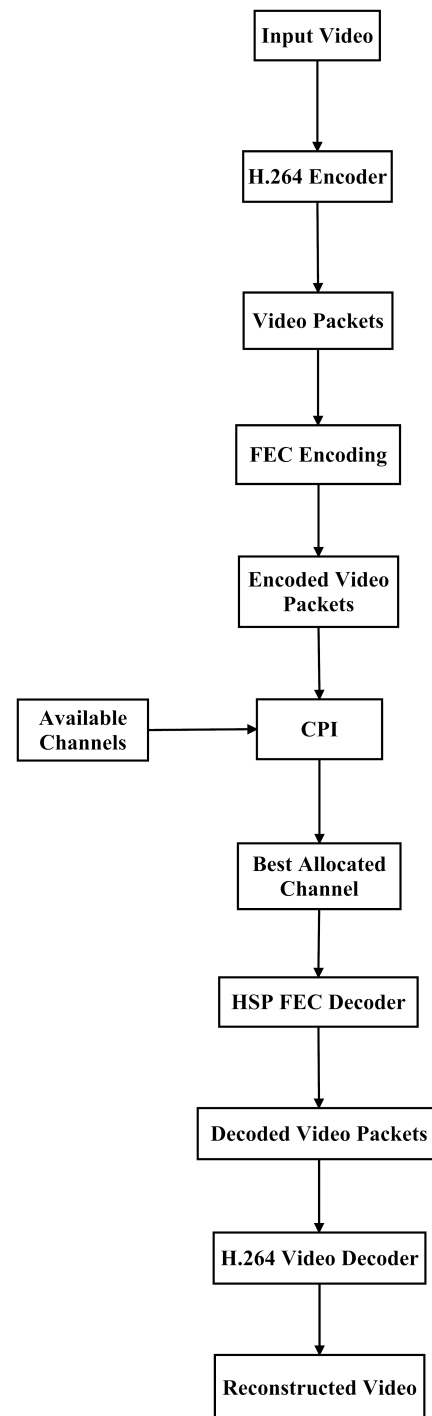 Input Video
H.264 Encoder
Video Packets
FEC Encoding
Encoded Video
Packets
Available
Channels
CPI
Best Allocated
Channel
HSP FEC Decoder
Decoded Video Packets
H.264 Video Decoder
Reconstructed Video